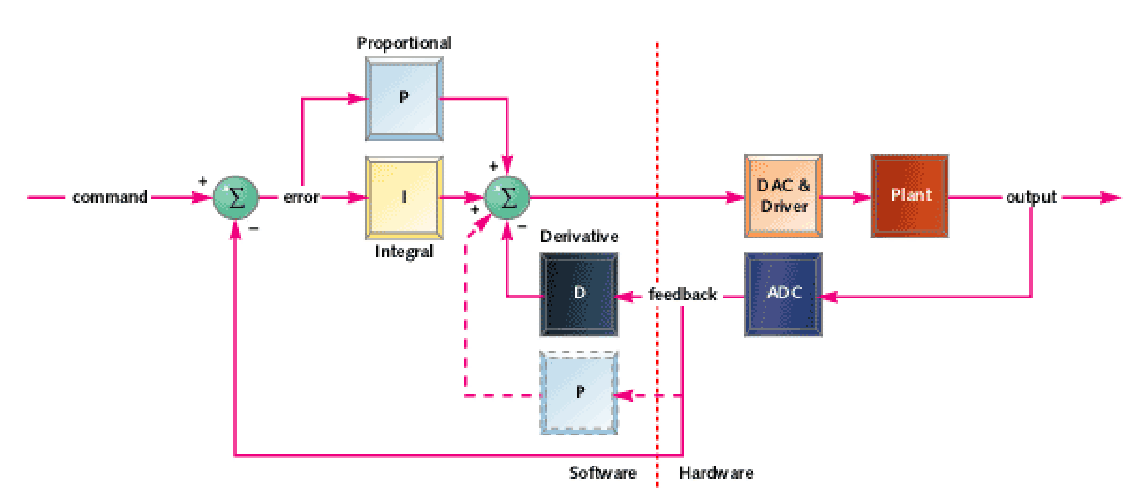 Proportional
P
+
command
+
Σ
−
error
I
Integral
+
Σ
−
DAC &
Driver
Plant
output
Derivative
D
feedback
ADC
P
Software
Hardware